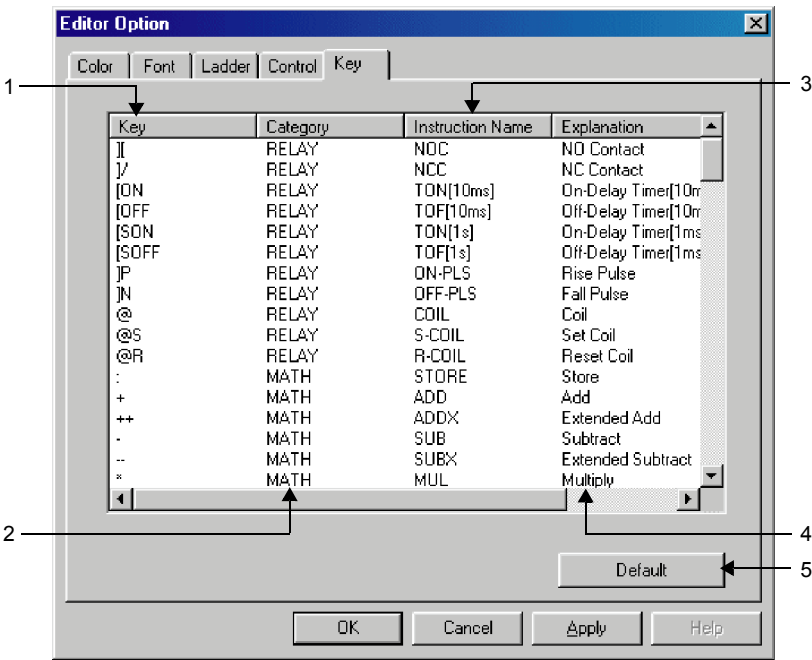 Editor Option
Color Font Ladder Control Key
1
3
Key Category Instruction Name Explanation
][ RELAY NOC NO Contact
]/ RELAY NCC NC Contact
[ON RELAY TON[10ms] On-Delay Timer[10m
[OFF RELAY TOF[10ms] Off-Delay Timer[10m
[SON RELAY TON[1s] On-Delay Timer[1ms
[SOFF RELAY TOF[1s] Off-Delay Timer[1ms
]P RELAY ON-PLS Rise Pulse
]N RELAY OFF-PLS Fall Pulse
@ RELAY COIL Coil
@S RELAY S-COIL Set Coil
@R RELAY R-COIL Reset Coil
: MATH STORE Store
+ MATH ADD Add
++ MATH ADDX Extended Add
- MATH SUB Subtract
-- MATH SUBX Extended Subtract
* MATH MUL Multiply
2
4
Default
5
OK Cancel Apply Help